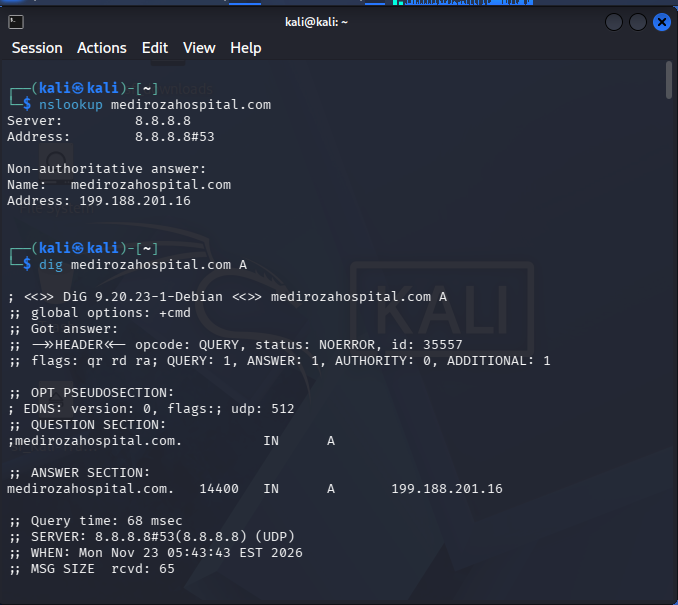 kali@kali: ~
Session Actions Edit View Help
┌──(kali㉿kali)-[~]
└─$ nslookup medirozahospital.com
Server: 8.8.8.8
Address: 8.8.8.8#53
Non-authoritative answer:
Name: medirozahospital.com
Address: 199.188.201.16
┌──(kali㉿kali)-[~]
└─$ dig medirozahospital.com A
; <<>> DiG 9.20.23-1-Debian <<>> medirozahospital.com A
;; global options: +cmd
;; Got answer:
;; ->>HEADER<<- opcode: QUERY, status: NOERROR, id: 35557
;; flags: qr rd ra; QUERY: 1, ANSWER: 1, AUTHORITY: 0, ADDITIONAL: 1
;; OPT PSEUDOSECTION:
; EDNS: version: 0, flags:; udp: 512
;; QUESTION SECTION:
;medirozahospital.com. IN A
;; ANSWER SECTION:
medirozahospital.com. 14400 IN A 199.188.201.16
;; Query time: 68 msec
;; SERVER: 8.8.8.8#53(8.8.8.8) (UDP)
;; WHEN: Mon Nov 23 05:43:43 EST 2026
;; MSG SIZE rcvd: 65
KALI